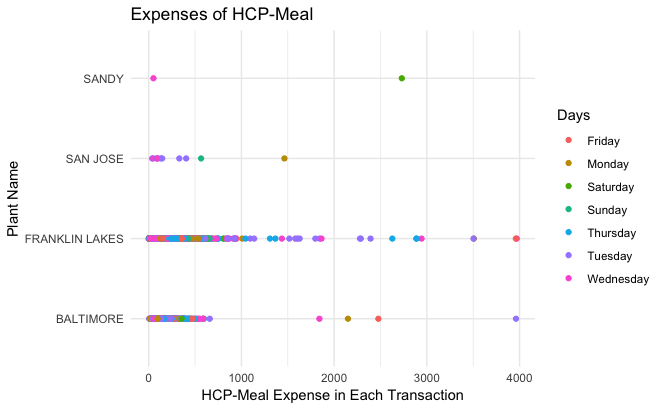 Expenses of HCP-Meal
Plant Name
SANDY
SAN JOSE
FRANKLIN LAKES
BALTIMORE
0 1000 2000 3000 4000
HCP-Meal Expense in Each Transaction
Days
Friday
Monday
Saturday
Sunday
Thursday
Tuesday
Wednesday